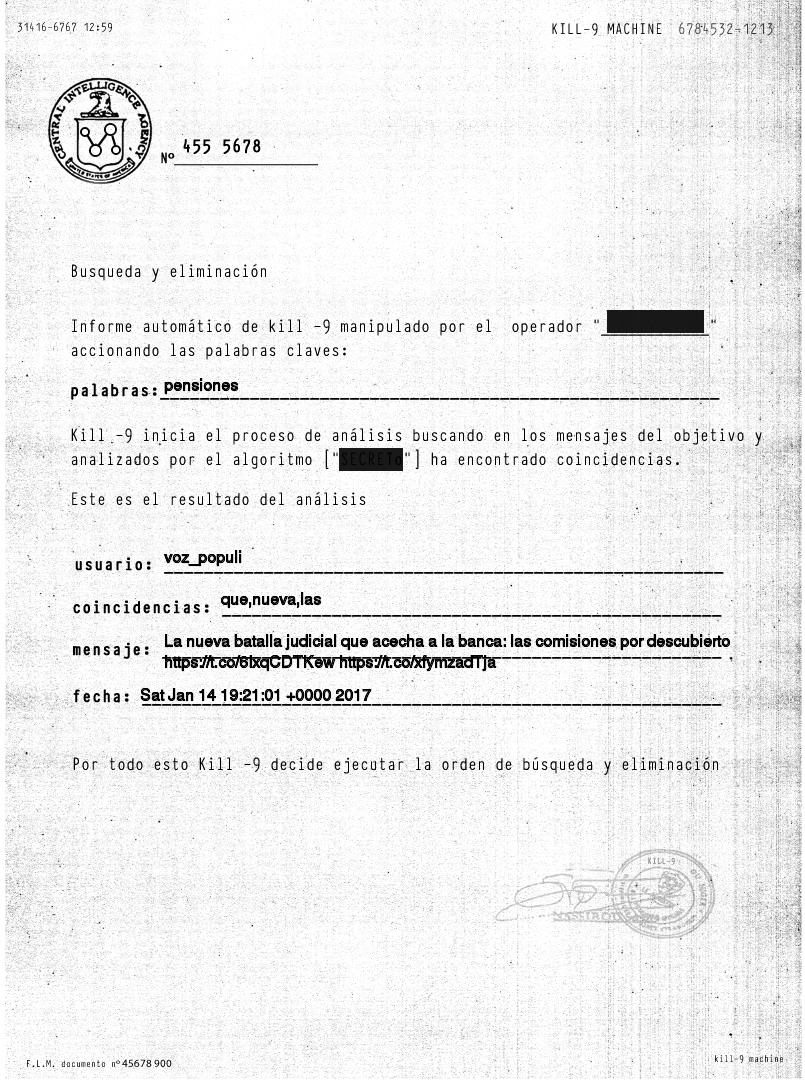 31416-6767 12:59
KILL-9 MACHINE 6784532-1213
CENTRAL INTELLIGENCE AGENCY
UNITED STATES OF AMERICA
Nº 455 5678
Busqueda y eliminación
Informe automático de kill -9 manipulado por el operador " "
accionando las palabras claves:
palabras: pensiones
Kill -9 inicia el proceso de análisis buscando en los mensajes del objetivo y
analizados por el algoritmo ["SECRETo"] ha encontrado coincidencias.
Este es el resultado del análisis
usuario: voz_populi
coincidencias: que,nueva,las
mensaje: La nueva batalla judicial que acecha a la banca: las comisiones por descubierto
https://t.co/6lxqCDTKew https://t.co/xfymzadTja
fecha: Sat Jan 14 19:21:01 +0000 2017
Por todo esto Kill -9 decide ejecutar la orden de búsqueda y eliminación
KILL-9
F.L.M. documento nº 45678 900
kill-9 machine